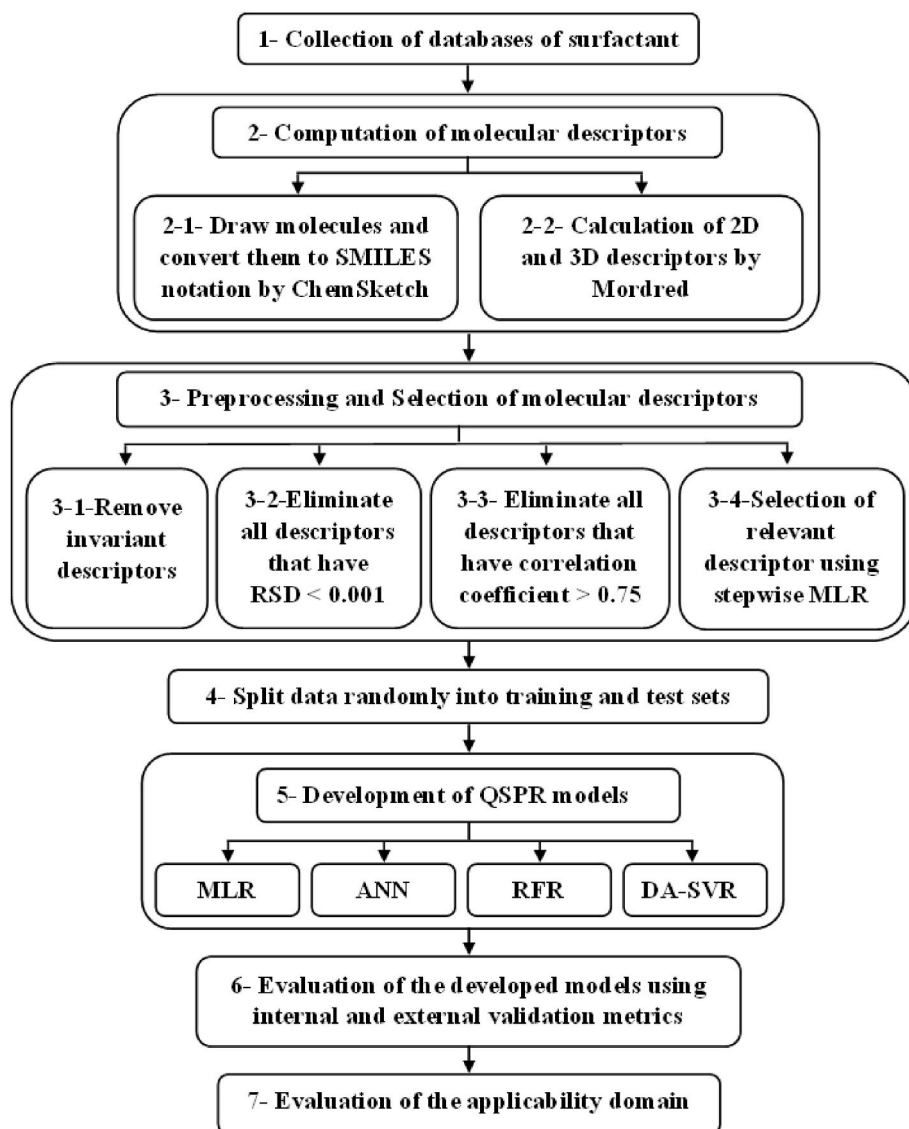 1- Collection of databases of surfactant
2- Computation of molecular descriptors
2-1- Draw molecules and
convert them to SMILES
notation by ChemSketch
2-2- Calculation of 2D
and 3D descriptors by
Mordred
3- Preprocessing and Selection of molecular descriptors
3-1-Remove
invariant
descriptors
3-2-Eliminate
all descriptors
that have
RSD < 0.001
3-3- Eliminate all
descriptors that
have correlation
coefficient > 0.75
3-4-Selection of
relevant
descriptor using
stepwise MLR
4- Split data randomly into training and test sets
5- Development of QSPR models
MLR
ANN
RFR
DA-SVR
6- Evaluation of the developed models using
internal and external validation metrics
7- Evaluation of the applicability domain